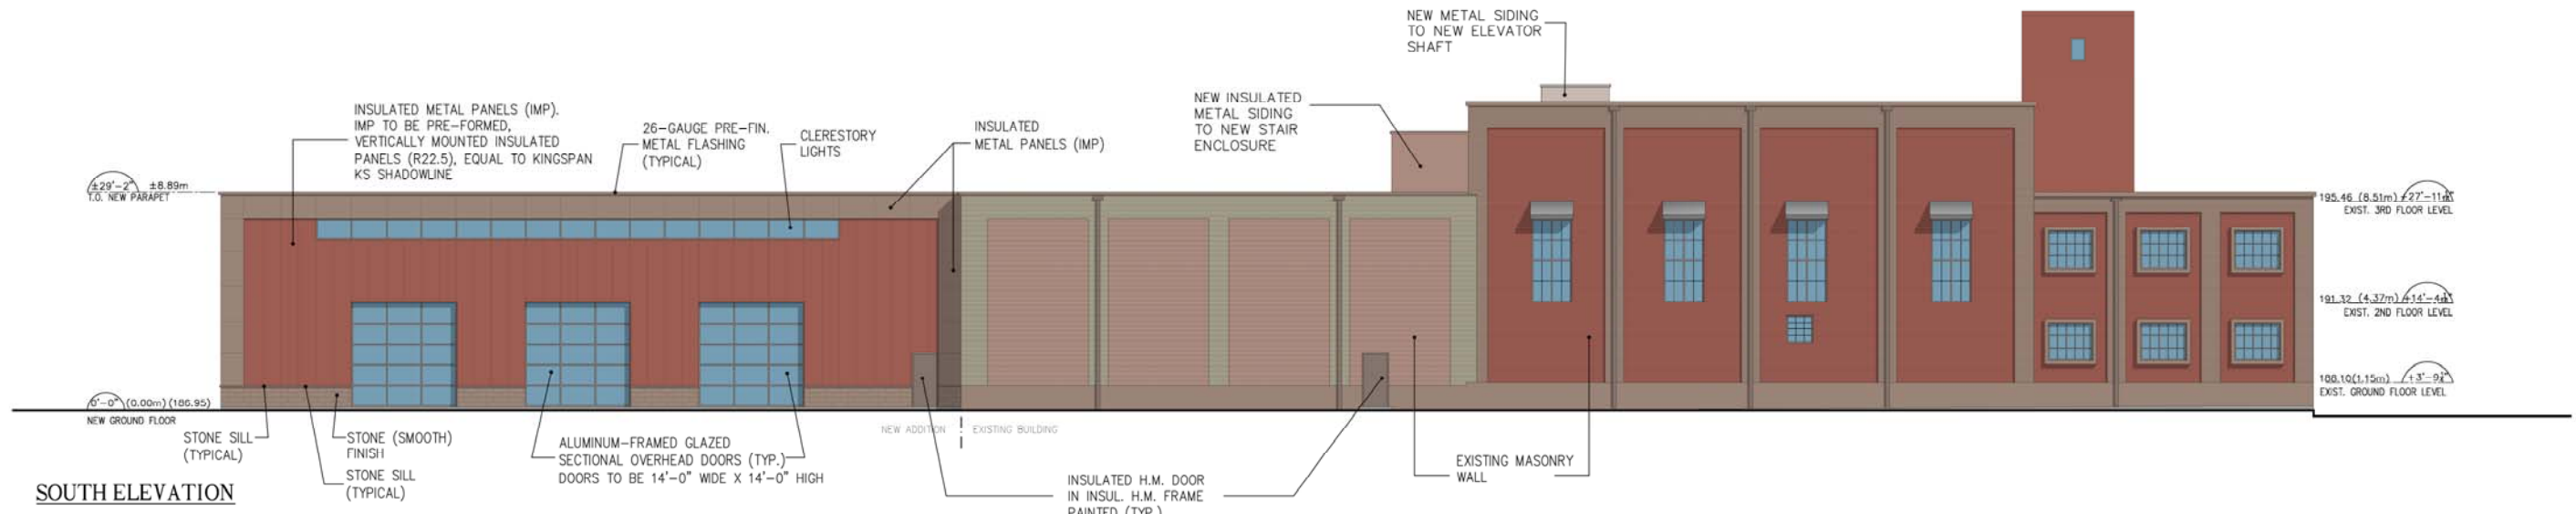 NEW METAL SIDING
TO NEW ELEVATOR
SHAFT
NEW INSULATED
METAL SIDING
TO NEW STAIR
ENCLOSURE
INSULATED METAL PANELS (IMP).
IMP TO BE PRE-FORMED,
VERTICALLY MOUNTED INSULATED
PANELS (R22.5), EQUAL TO KINGSPAN
KS SHADOWLINE
26-GAUGE PRE-FIN.
METAL FLASHING
(TYPICAL)
CLERESTORY
LIGHTS
INSULATED
METAL PANELS (IMP)
±29'-2" ±8.89m
T.O. NEW PARAPET
195.46 (8.51m)
EXIST. 3RD FLOOR LEVEL
191.32 (4.37m)
EXIST. 2ND FLOOR LEVEL
188.10(1.15m)
EXIST. GROUND FLOOR LEVEL
0'-0" (0.00m) (186.95)
NEW GROUND FLOOR
NEW ADDITION
EXISTING BUILDING
STONE SILL
(TYPICAL)
STONE (SMOOTH)
FINISH
STONE SILL
(TYPICAL)
ALUMINUM-FRAMED GLAZED
SECTIONAL OVERHEAD DOORS (TYP.)
DOORS TO BE 14'-0" WIDE X 14'-0" HIGH
INSULATED H.M. DOOR
IN INSUL. H.M. FRAME
PAINTED (TYP.)
EXISTING MASONRY
WALL
SOUTH ELEVATION